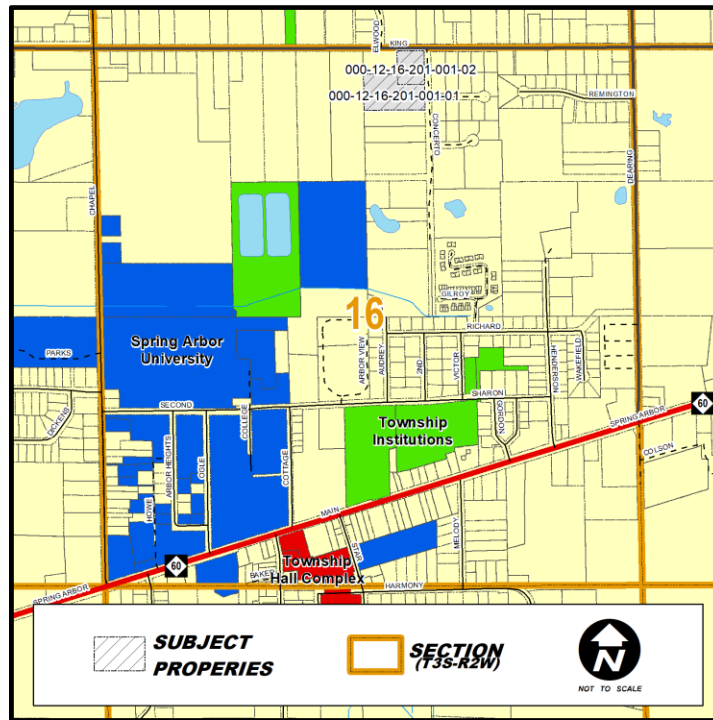 ELWOOD
KING
000-12-16-201-001-02
000-12-16-201-001-01
REMINGTON
CONCERTO
CHAPEL
DEARING
GILROY
16
RICHARD
PARKS
Spring Arbor
University
ARBOR VIEW
AUDREY
2ND
VICTOR
HENDERSON
WAKEFIELD
SHARON
SECOND
DICKENS
COLLEGE
Township
Institutions
GORDON
SPRING ARBOR
60
COLSON
ARBOR HEIGHTS
OGLE
HOWE
COTTAGE
MAIN
STAR
MELODY
60
BAKER
Township
Hall Complex
HARMONY
SPRING ARBOR
SUBJECT
PROPERIES
SECTION
(T3S-R2W)
N
NOT TO SCALE